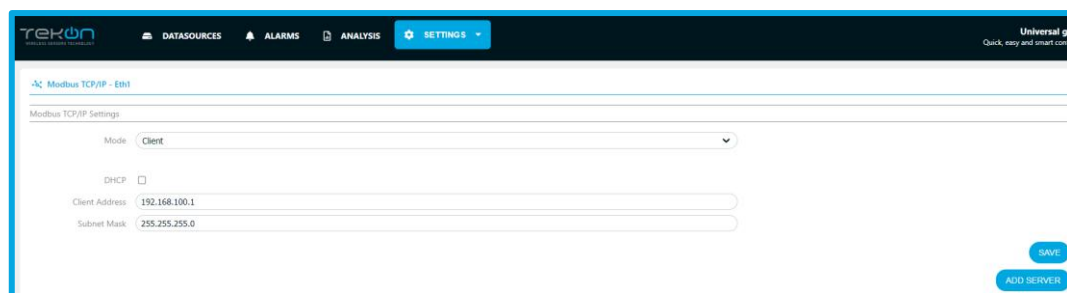 TEKON
WIRELESS SENSORS TECHNOLOGY
DATASOURCES ALARMS ANALYSIS SETTINGS
Universal g
Quick, easy and smart con
Modbus TCP/IP - Eth1
Modbus TCP/IP Settings
Mode Client
DHCP
Client Address 192.168.100.1
Subnet Mask 255.255.255.0
SAVE
ADD SERVER